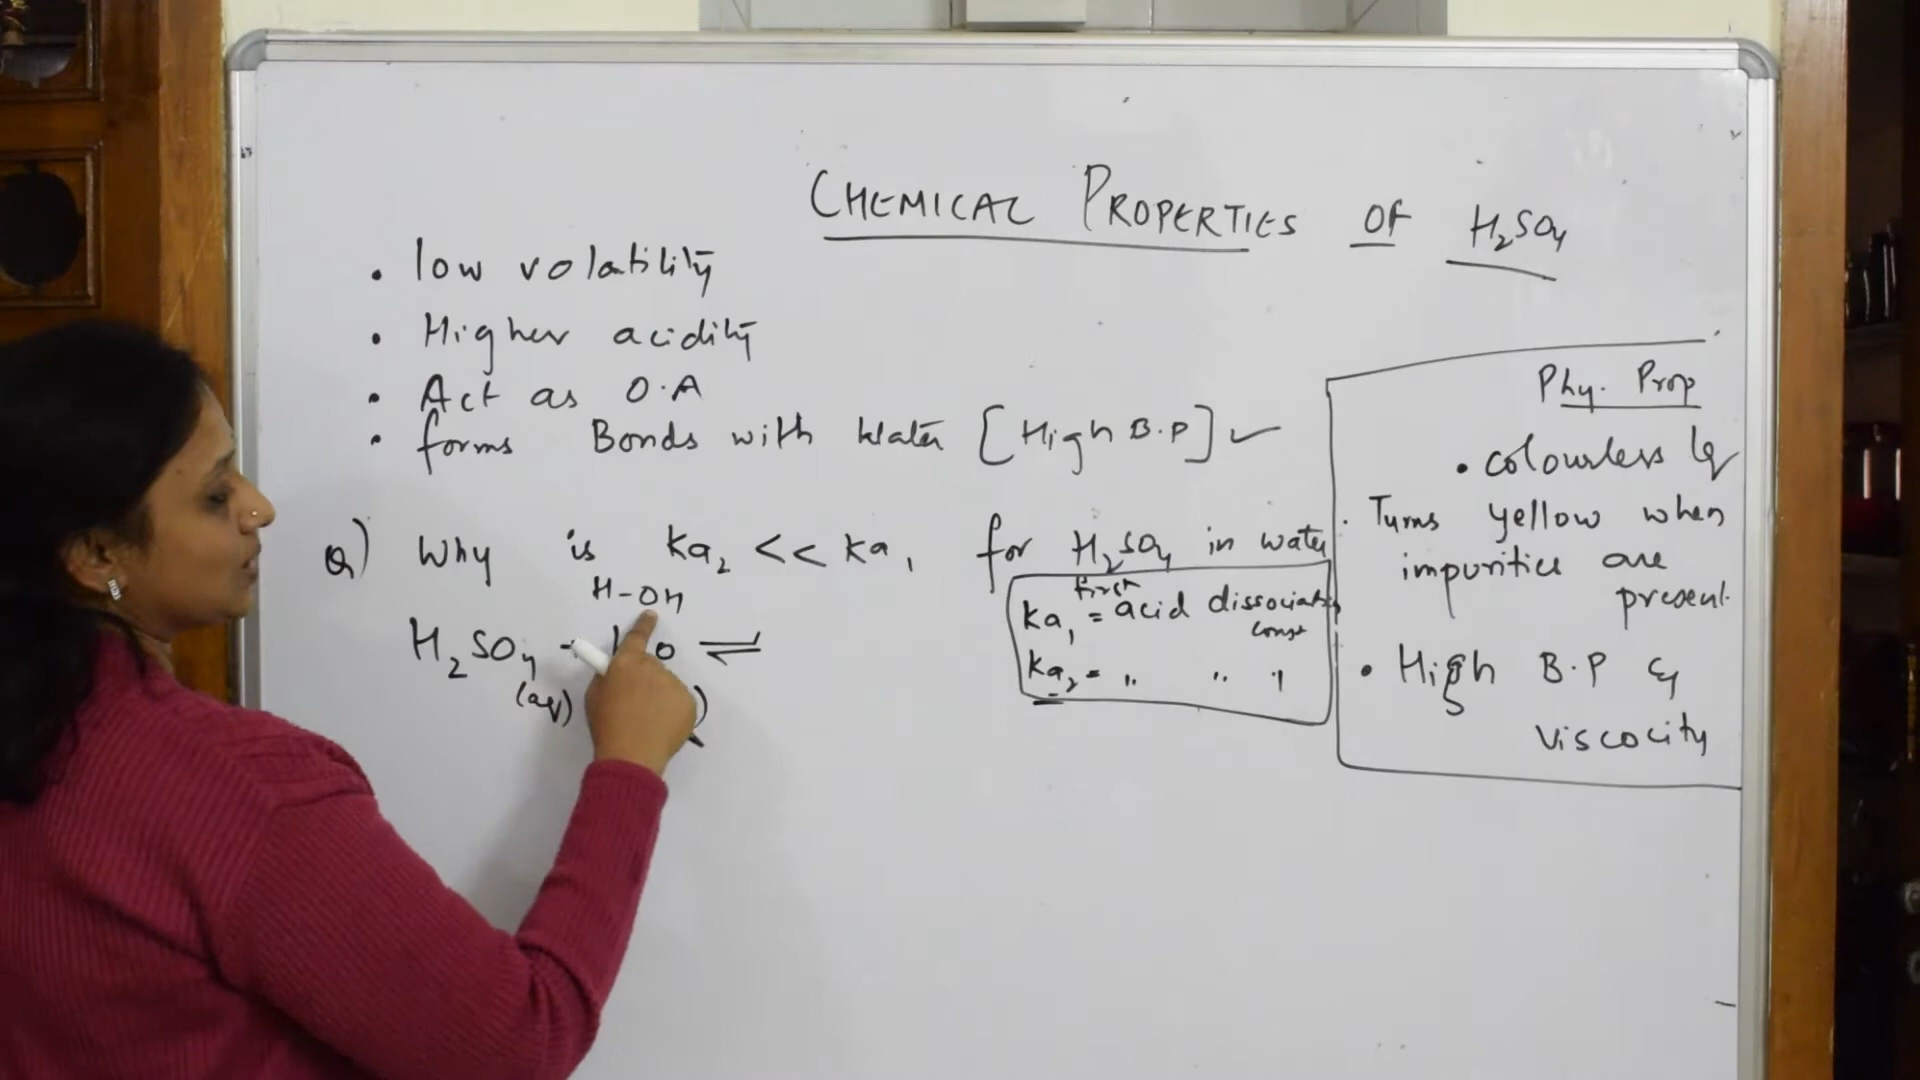 CHEMICAL PROPERTIES OF H₂SO₄
• low volatility
• Higher acidity
• Act as O.A
• forms Bonds with Water [High B.P] ✓
Q) Why is Ka₂ << Ka₁ for H₂SO₄ in water
H-OH
H₂SO₄ + O ⇌
(aq) )
first
Ka₁ = acid dissociation
const
Ka₂ = " " "
Phy. Prop
• colourless lq
• Turns yellow when
impurities are
present.
• High B.P &
Viscocity